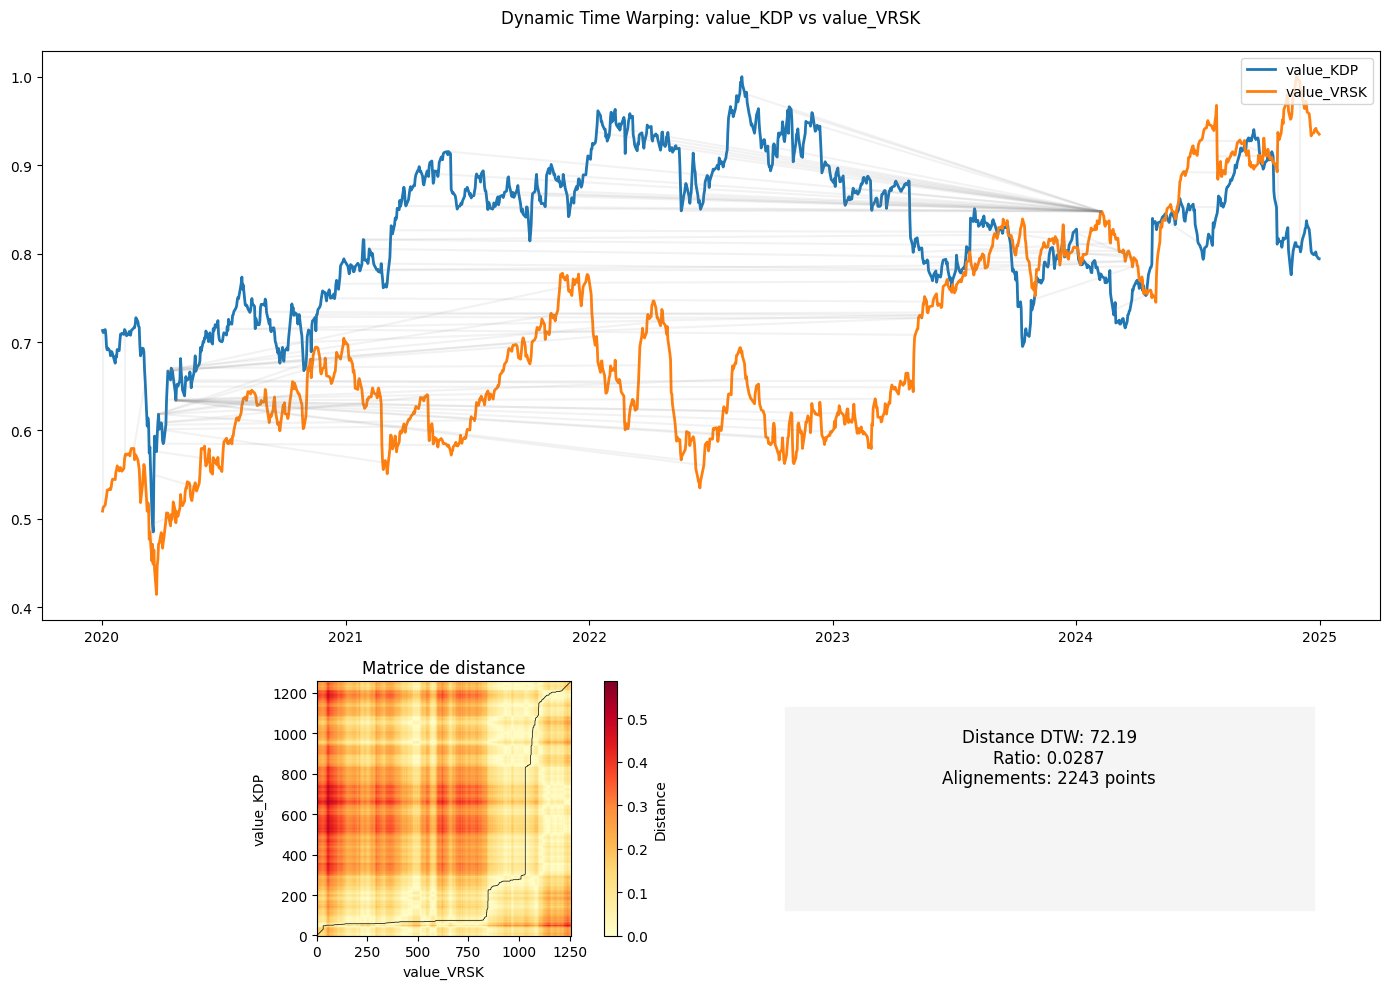 Dynamic Time Warping: value_KDP vs value_VRSK
value_KDP
value_VRSK
1.0
0.9
0.8
0.7
0.6
0.5
0.4
2020 2021 2022 2023 2024 2025
Matrice de distance
value_KDP
1200
1000
800
600
400
200
0
0 250 500 750 1000 1250
value_VRSK
0.5
0.4
0.3
0.2
0.1
0.0
Distance
Distance DTW: 72.19
Ratio: 0.0287
Alignements: 2243 points